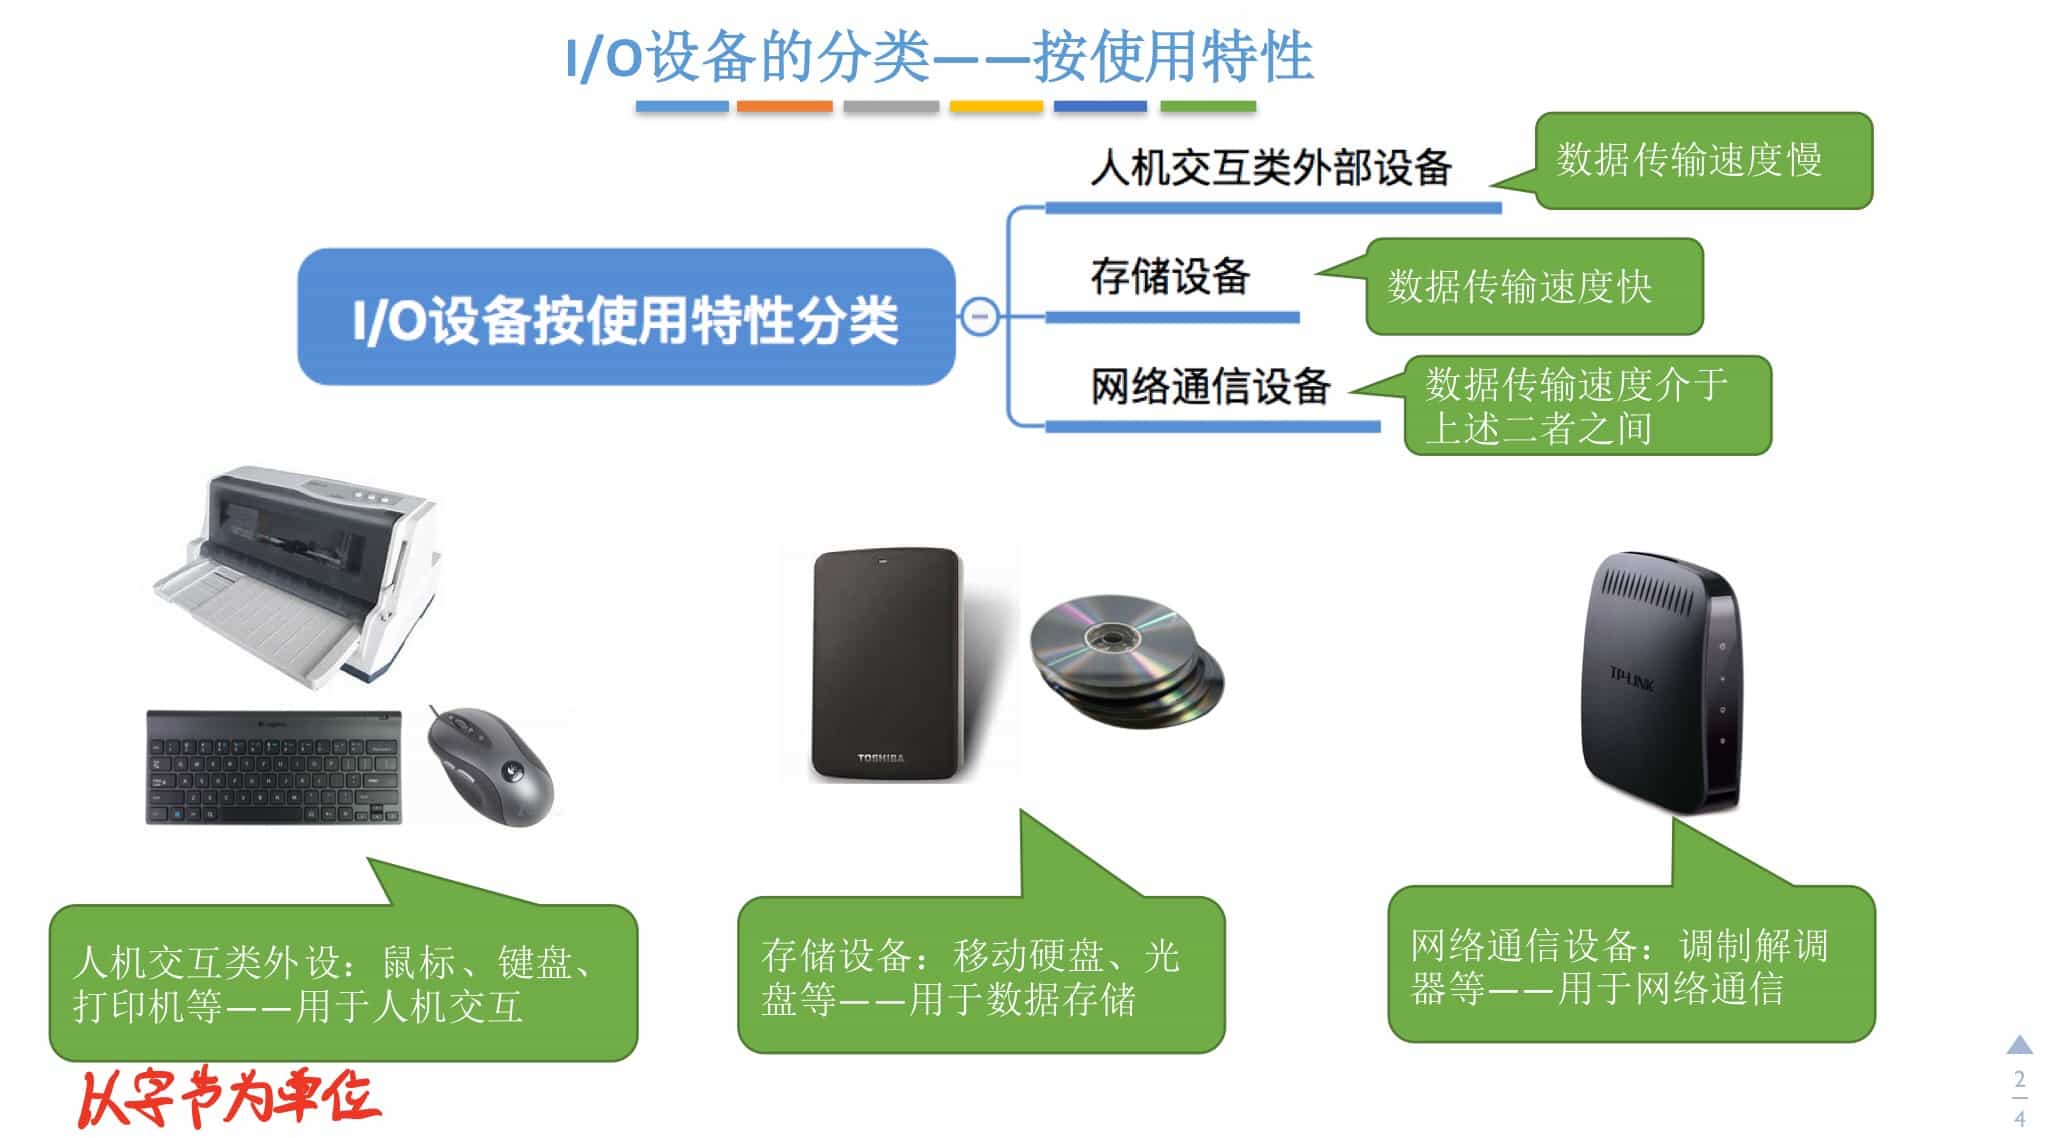 I/O设备的分类——按使用特性
人机交互类外部设备
数据传输速度慢
I/O设备按使用特性分类
存储设备
数据传输速度快
网络通信设备
数据传输速度介于
上述二者之间
TOSHIBA
TP-LINK
人机交互类外设：鼠标、键盘、
打印机等——用于人机交互
存储设备：移动硬盘、光
盘等——用于数据存储
网络通信设备：调制解调
器等——用于网络通信
以字节为单位
2
4